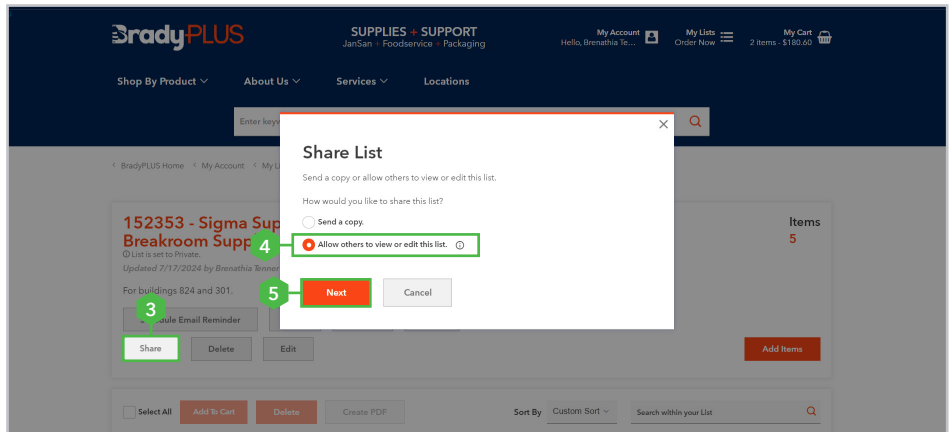 BradyPLUS
SUPPLIES + SUPPORT
JanSan + Foodservice + Packaging
My Account
Hello, Brenathia Te...
My Lists
Order Now
My Cart
2 items - $180.60
Shop By Product
About Us
Services
Locations
Enter keyw
BradyPLUS Home
My Account
My L
Share List
Send a copy or allow others to view or edit this list.
How would you like to share this list?
Send a copy.
4
Allow others to view or edit this list.
5
Next
Cancel
152353 - Sigma Sup
Breakroom Supp
List is set to Private.
Updated 7/17/2024 by Brenathia Tenner
For buildings 824 and 301.
Items
5
3
dule Email Reminder
Share
Delete
Edit
Add Items
Select All
Add To Cart
Delete
Create PDF
Sort By
Custom Sort
Search within your List